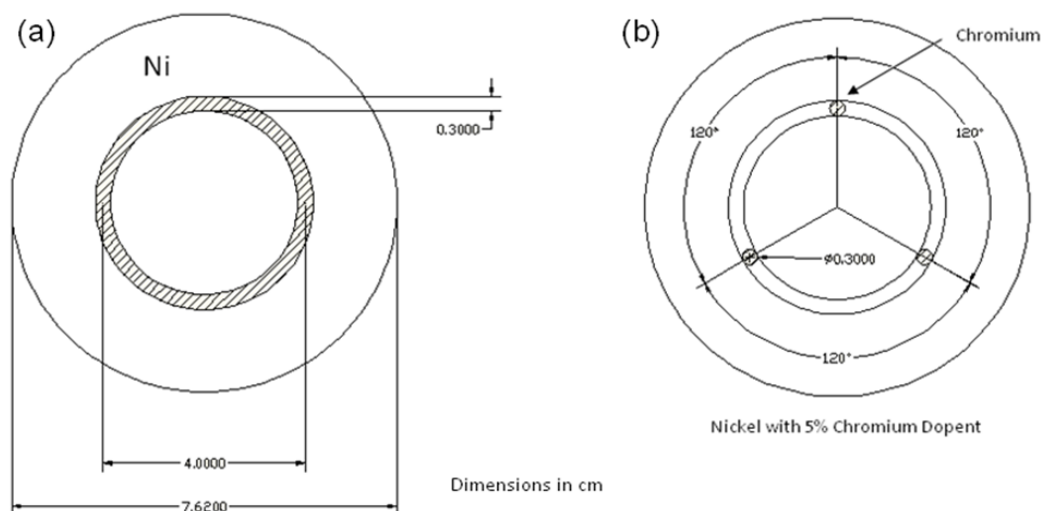 (a)
Ni
0.3000
4.0000
7.6200
Dimensions in cm
(b)
Chromium
120°
120°
ø0.3000
120°
Nickel with 5% Chromium Dopent